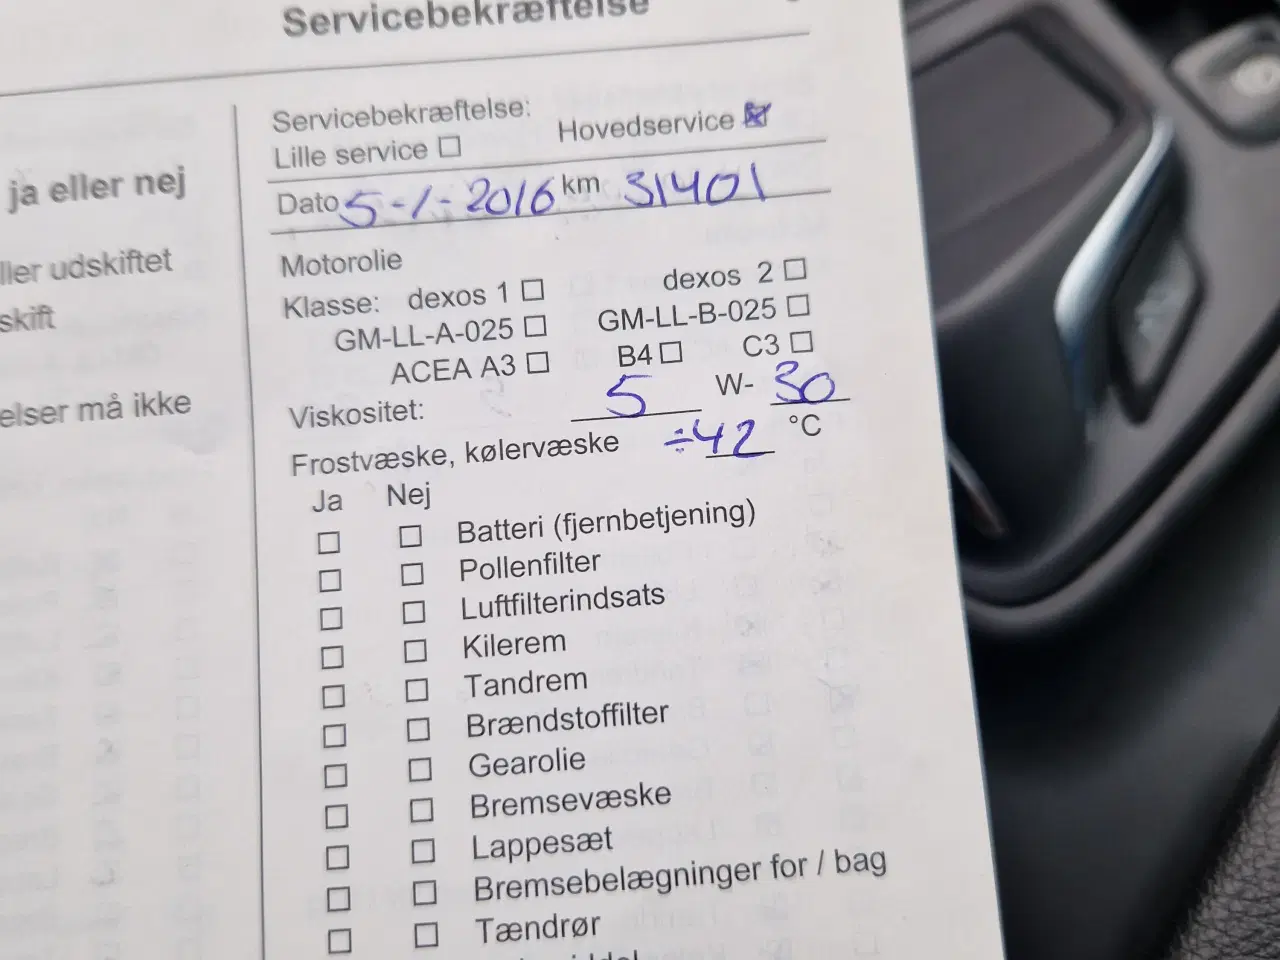 Servicebekræftelse
ja eller nej
ller udskiftet
skift
elser må ikke
Servicebekræftelse:
Lille service ☐ Hovedservice ☒
Dato 5-1-2016 km 31401
Motorolie
Klasse: dexos 1 ☐ dexos 2 ☐
GM-LL-A-025 ☐ GM-LL-B-025 ☐
ACEA A3 ☐ B4 ☐ C3 ☐
Viskositet: 5 W- 30
Frostvæske, kølervæske ÷42 °C
Ja Nej
☐ ☐ Batteri (fjernbetjening)
☐ ☐ Pollenfilter
☐ ☐ Luftfilterindsats
☐ ☐ Kilerem
☐ ☐ Tandrem
☐ ☐ Brændstoffilter
☐ ☐ Gearolie
☐ ☐ Bremsevæske
☐ ☐ Lappesæt
☐ ☐ Bremsebelægninger for / bag
☐ ☐ Tændrør